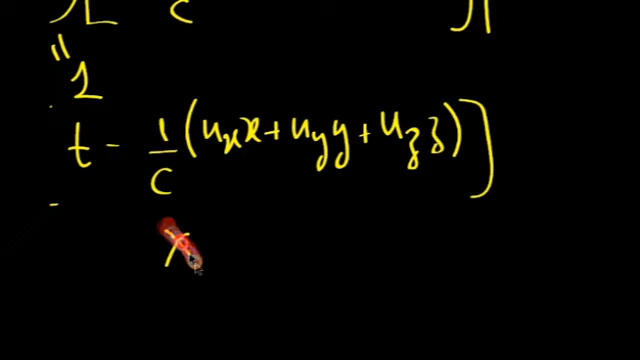 c
"
1
t - 1/c (u_x x + u_y y + u_z z)]